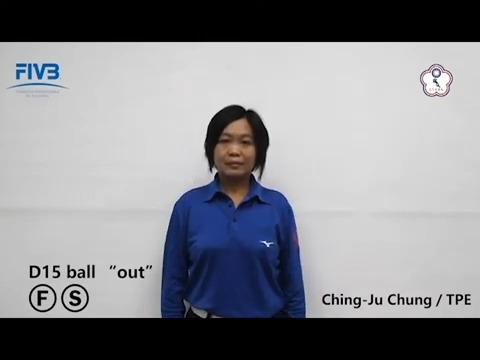 FIVB
D15 ball “out”
F S
Ching-Ju Chung / TPE